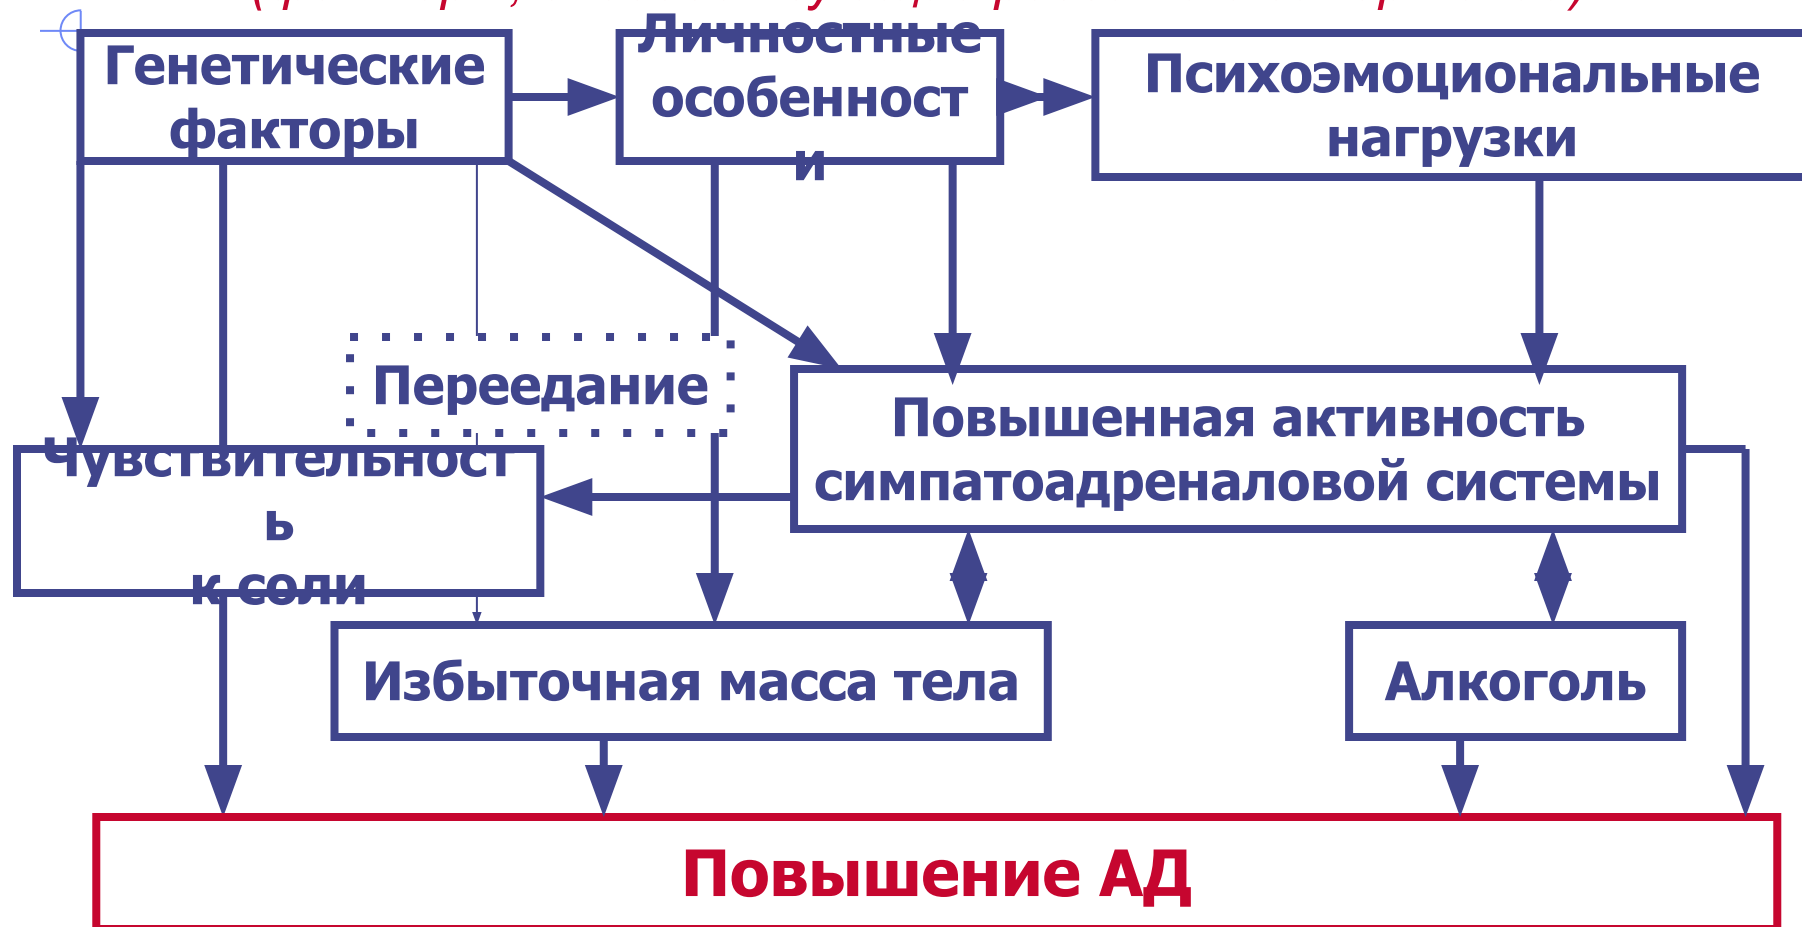 Генетические
факторы
Личностные
особенност
и
Психоэмоциональные
нагрузки
Переедание
Повышенная активность
симпатоадреналовой системы
Чувствительност
ь
к соли
Избыточная масса тела
Алкоголь
Повышение АД